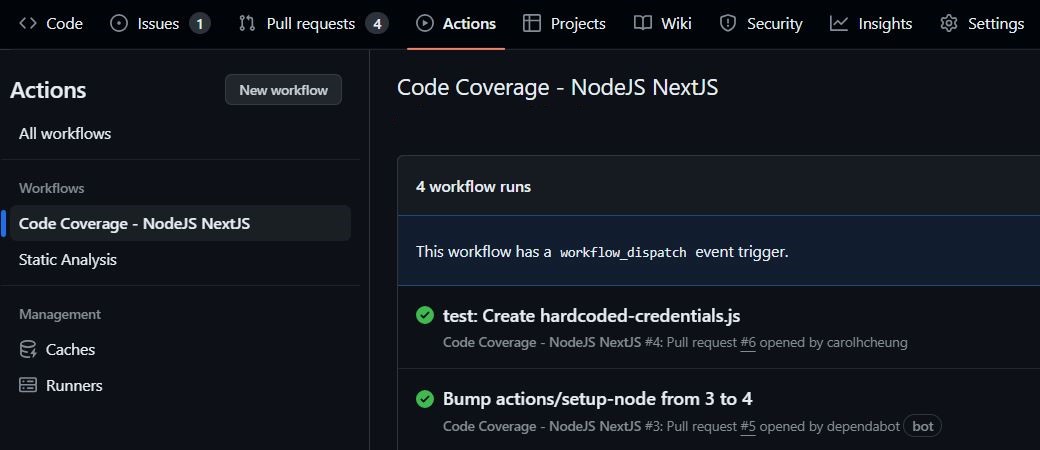 Code Issues 1 Pull requests 4 Actions Projects Wiki Security Insights Settings
Actions New workflow
All workflows
Workflows
Code Coverage - NodeJS NextJS
Static Analysis
Management
Caches
Runners
Code Coverage - NodeJS NextJS
4 workflow runs
This workflow has a workflow_dispatch event trigger.
test: Create hardcoded-credentials.js
Code Coverage - NodeJS NextJS #4: Pull request #6 opened by carolhcheung
Bump actions/setup-node from 3 to 4
Code Coverage - NodeJS NextJS #3: Pull request #5 opened by dependabot bot